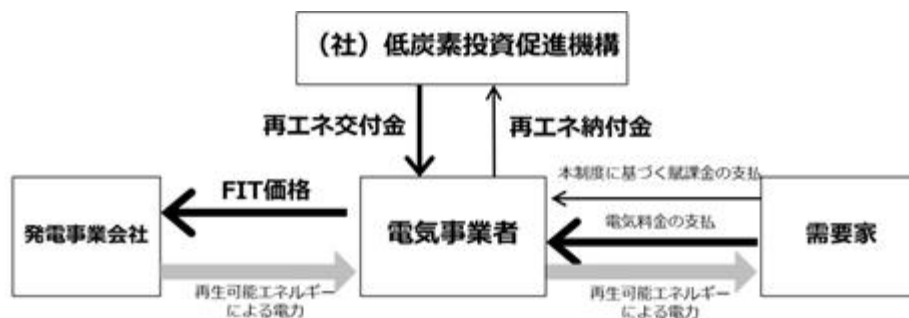 （社）低炭素投資促進機構
再エネ交付金
再エネ納付金
本制度に基づく賦課金の支払
FIT価格
電気料金の支払
発電事業会社
電気事業者
需要家
再生可能エネルギー
による電力
再生可能エネルギー
による電力